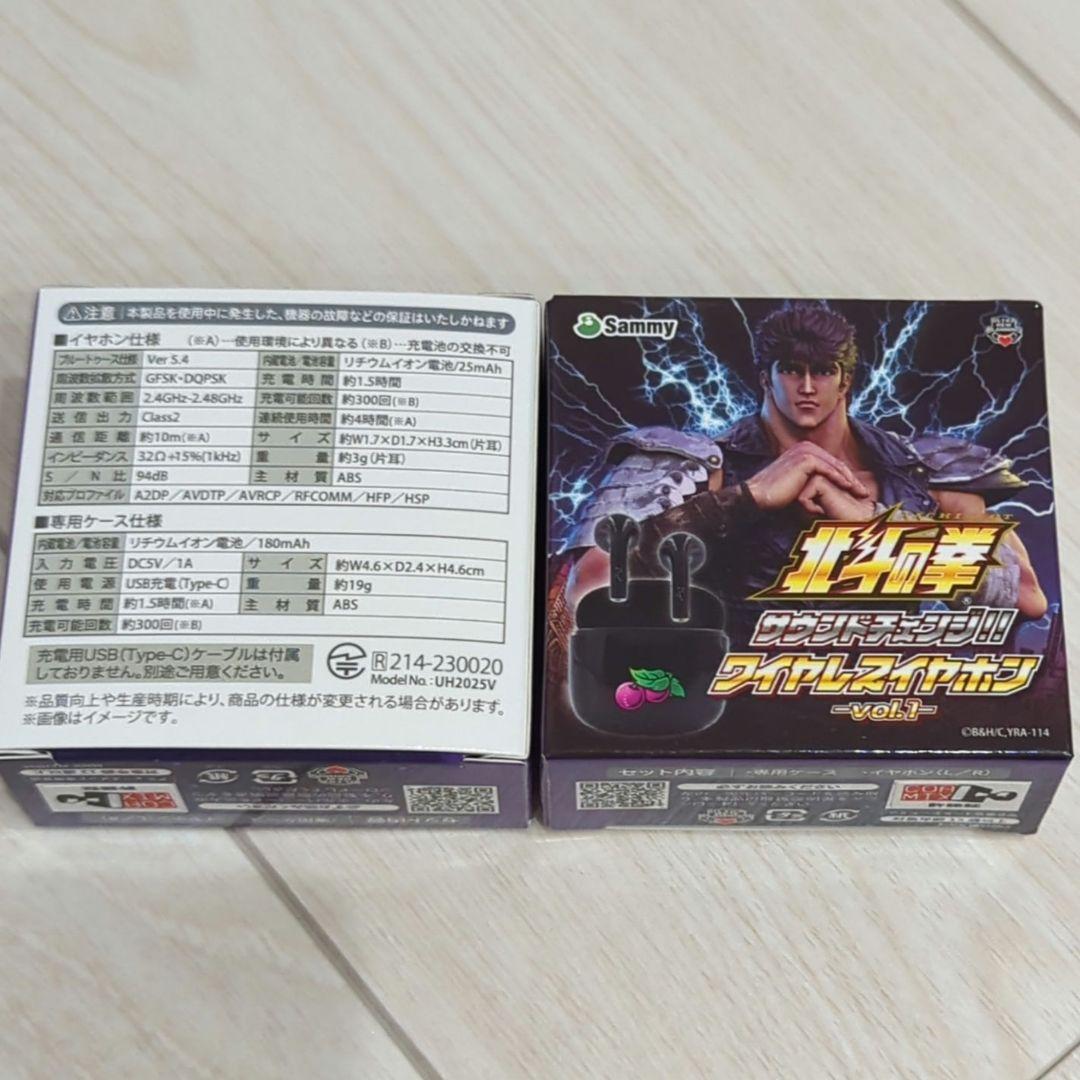 注意 本製品を使用中に発生した、機器の故障などの保証はいたしかねます
■イヤホン仕様 (※A)…使用環境により異なる (※B)…充電池の交換不可
ブルートゥース仕様 Ver 5.4 内蔵電池/電池容量 リチウムイオン電池/25mAh
周波数拡散方式 GFSK・DQPSK 充電時間 約1.5時間
周波数範囲 2.4GHz-2.48GHz 充電可能回数 約300回(※B)
送信出力 Class2 連続使用時間 約4時間(※A)
通信距離 約10m(※A) サイズ 約W1.7×D1.7×H3.3cm(片耳)
インピーダンス 32Ω+15%(1kHz) 重量 約3g(片耳)
S/N比 94dB 主材質 ABS
対応プロファイル A2DP/AVDTP/AVRCP/RFCOMM/HFP/HSP
■専用ケース仕様
内蔵電池/電池容量 リチウムイオン電池/180mAh
入力電圧 DC5V/1A サイズ 約W4.6×D2.4×H4.6cm
使用電源 USB充電(Type-C) 重量 約19g
充電時間 約1.5時間(※A) 主材質 ABS
充電可能回数 約300回(※B)
充電用USB(Type-C)ケーブルは付属
しておりません。別途ご用意ください。
R 214-230020
Model No.: UH2025V
※品質向上や生産時期により、商品の仕様が変更される場合があります。
※画像はイメージです。
Sammy
北斗の拳
サウンドチェンジ!!
ワイヤレスイヤホン
-vol.1-
©B&H/C,YRA-114
セット内容 ・専用ケース ・イヤホン(L/R)
必ずお読みください